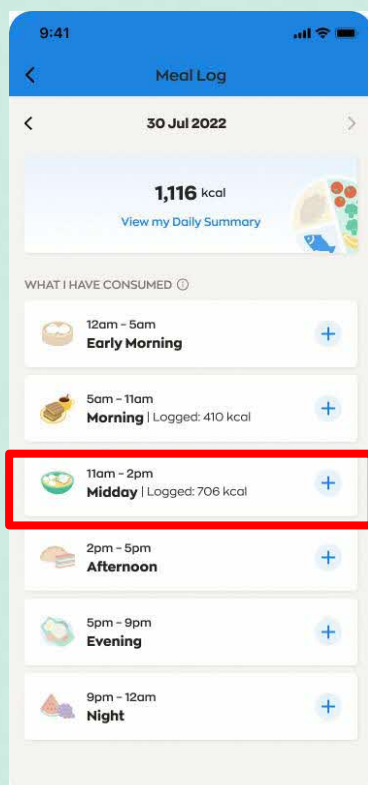 9:41
Meal Log
30 Jul 2022
1,116 kcal
View my Daily Summary
WHAT I HAVE CONSUMED
12am - 5am
Early Morning
5am - 11am
Morning | Logged: 410 kcal
11am - 2pm
Midday | Logged: 706 kcal
2pm - 5pm
Afternoon
5pm - 9pm
Evening
9pm - 12am
Night